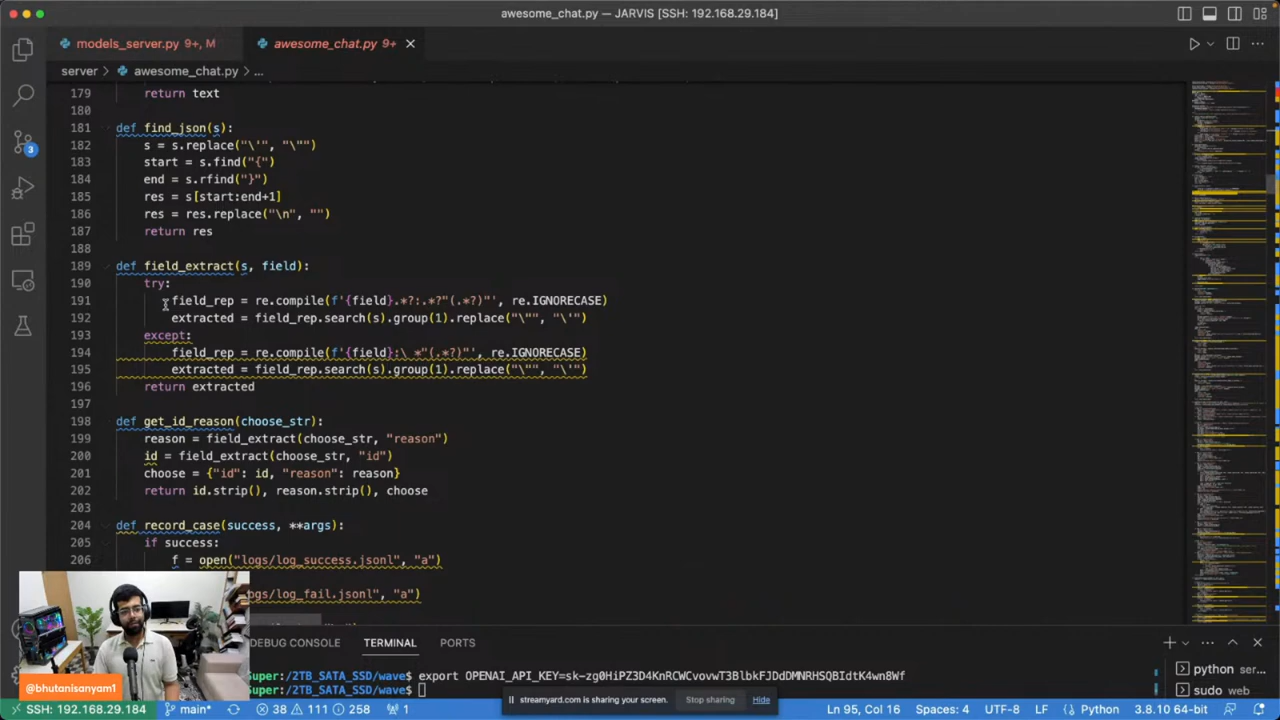 awesome_chat.py — JARVIS [SSH: 192.168.29.184]
models_server.py 9+, M
awesome_chat.py 9+
server > awesome_chat.py > ...
179 return text
180
181 def find_json(s):
182 s = s.replace("\'", "\"")
183 start = s.find("{")
184 end = s.rfind("}")
185 res = s[start:end+1]
186 res = res.replace("\n", "")
187 return res
188
189 def field_extract(s, field):
190 try:
191 field_rep = re.compile(f'{field}.*?:.*?"(.*?)"', re.IGNORECASE)
192 extracted = field_rep.search(s).group(1).replace("\"", "\'")
193 except:
194 field_rep = re.compile(f'{field}:\ *"(.*?)"', re.IGNORECASE)
195 extracted = field_rep.search(s).group(1).replace("\"", "\'")
196 return extracted
197
198 def get_id_reason(choose_str):
199 reason = field_extract(choose_str, "reason")
200 id = field_extract(choose_str, "id")
201 choose = {"id": id, "reason": reason}
202 return id.strip(), reason.strip(), choose
203
204 def record_case(success, **args):
205 if success:
206 f = open("logs/log_success.jsonl", "a")
gs/log_fail.jsonl", "a")
3
DEBUG CONSOLE TERMINAL PORTS
Super:/2TB_SATA_SSD/wave$ export OPENAI_API_KEY=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
Super:/2TB_SATA_SSD/wave$
python ser...
sudo web
@bhutanisanyam1
streamyard.com is sharing your screen. Stop sharing Hide
SSH: 192.168.29.184 main* 38 111 258 1 Ln 95, Col 16 Spaces: 4 UTF-8 LF Python 3.8.10 64-bit